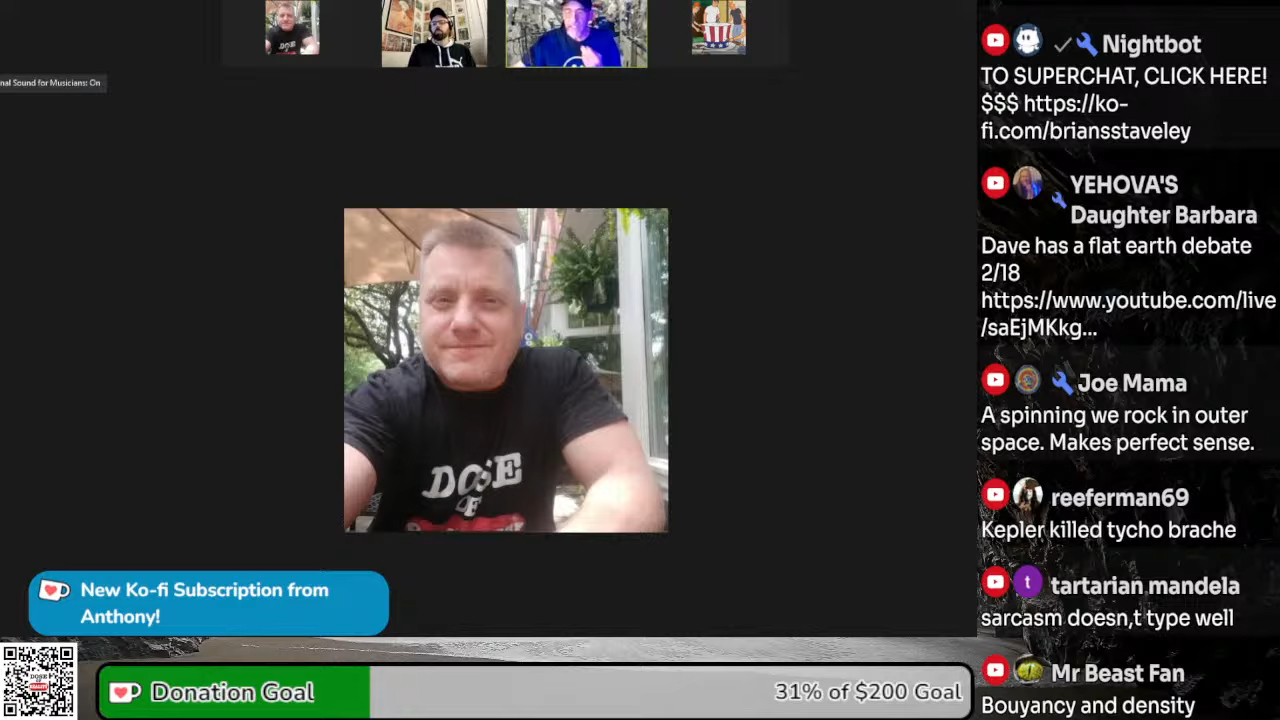 nal Sound for Musicians: On
DOSE
OF
New Ko-fi Subscription from
Anthony!
DOSE
Donation Goal
31% of $200 Goal
Nightbot
TO SUPERCHAT, CLICK HERE!
$$$ https://ko-
fi.com/briansstaveley
YEHOVA'S
Daughter Barbara
Dave has a flat earth debate
2/18
https://www.youtube.com/live
/saEjMKkg...
Joe Mama
A spinning we rock in outer
space. Makes perfect sense.
reeferman69
Kepler killed tycho brache
t
tartarian mandela
sarcasm doesn,t type well
Mr Beast Fan
Bouyancy and density